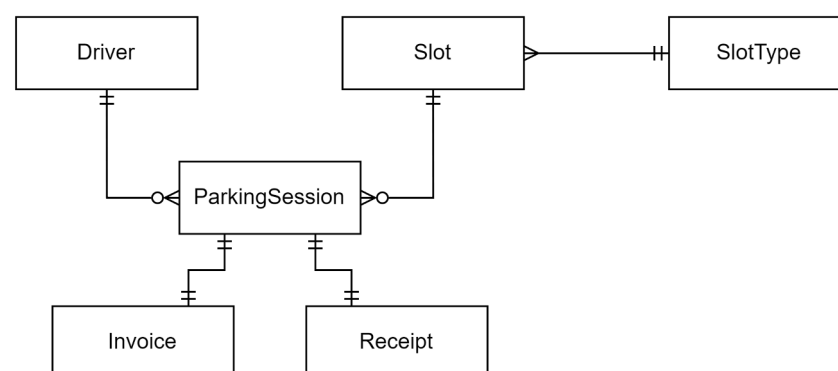 Driver
Slot
SlotType
ParkingSession
Invoice
Receipt